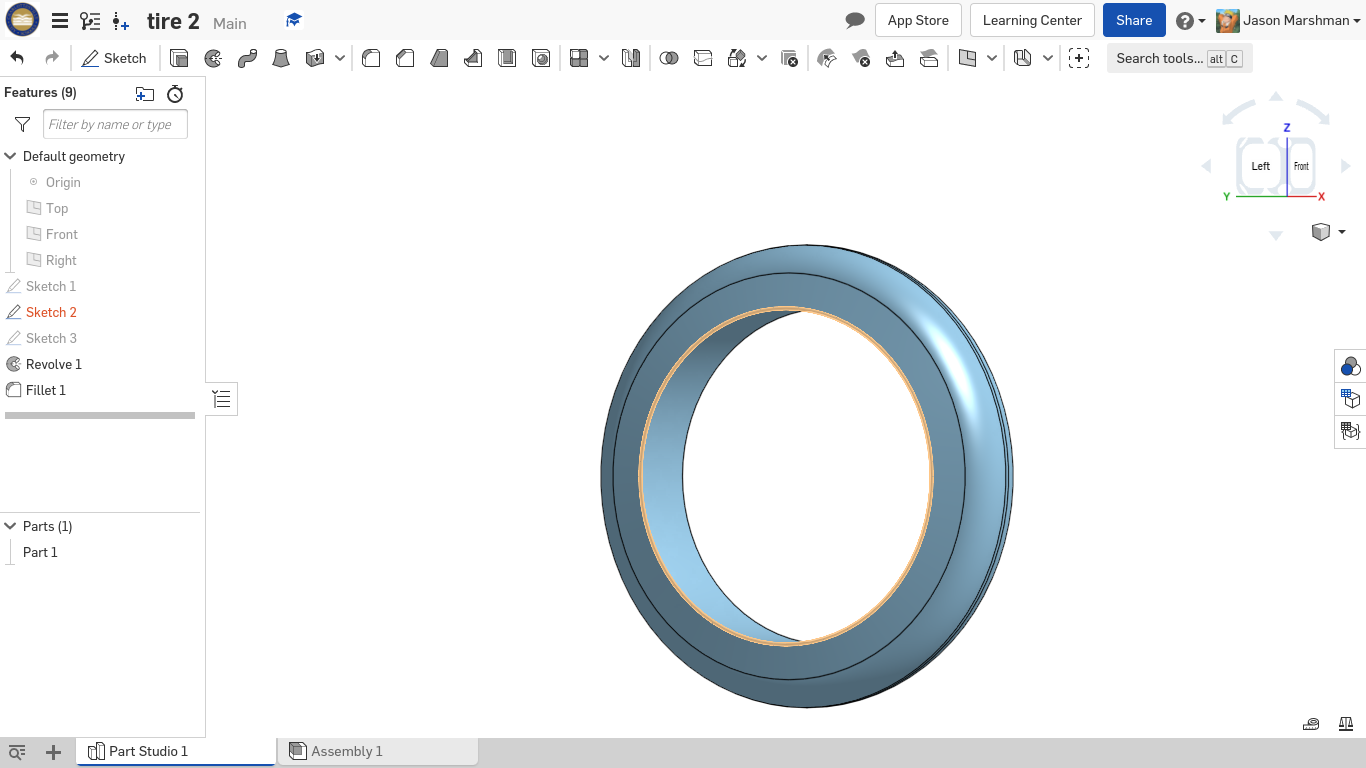 tire 2 Main
App Store
Learning Center
Share
Jason Marshman
Sketch
Search tools... alt C
Features (9)
Filter by name or type
Default geometry
Origin
Top
Front
Right
Sketch 1
Sketch 2
Sketch 3
Revolve 1
Fillet 1
Parts (1)
Part 1
Z
Left
Front
Y
X
Part Studio 1
Assembly 1